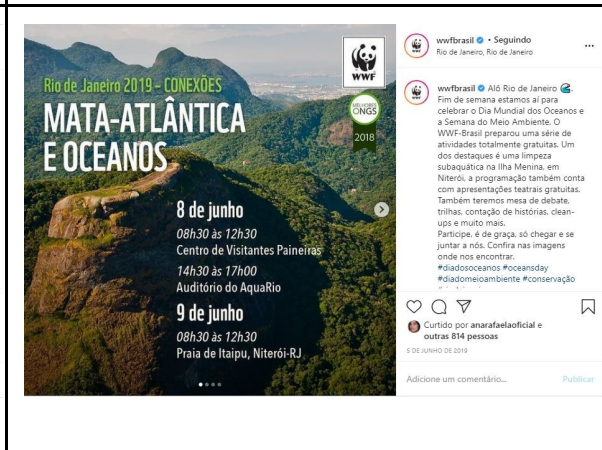 Rio de Janeiro 2019 - CONEXÕES
MATA-ATLÂNTICA
E OCEANOS
WWF
MELHORES
ONGS
2018
8 de junho
08h30 às 12h30
Centro de Visitantes Paineiras
14h30 às 17h00
Auditório do AquaRio
9 de junho
08h30 às 12h30
Praia de Itaipu, Niterói-RJ
wwfbrasil • Seguindo
Rio de Janeiro, Rio de Janeiro
wwfbrasil Alô Rio de Janeiro
Fim de semana estamos aí para
celebrar o Dia Mundial dos Oceanos e
a Semana do Meio Ambiente. O
WWF-Brasil preparou uma série de
atividades totalmente gratuitas. Um
dos destaques é uma limpeza
subaquática na Ilha Menina, em
Niterói, a programação também conta
com apresentações teatrais gratuitas.
Também teremos mesa de debate,
trilhas, contação de histórias, clean-
ups e muito mais.
Participe, é de graça, só chegar e se
juntar a nós. Confira nas imagens
onde nos encontrar.
#diadosoceanos #oceansday
#diadomeioambiente #conservação
Curtido por anarafaelaoficial e
outras 814 pessoas
5 DE JUNHO DE 2019
Adicione um comentário... Publicar